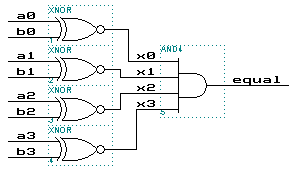 XNOR
a0
b0
1
x0
AND4
XNOR
a1
b1
2
x1
equal
XNOR
a2
b2
3
x2
x3
5
XNOR
a3
b3
4